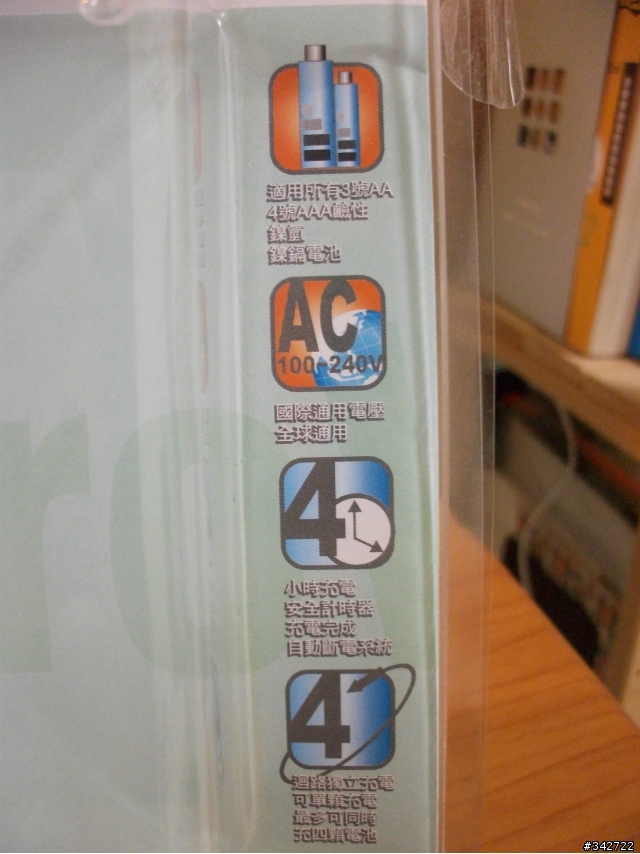 適用所有3號AA
4號AAA鹼性
鎳氫
鎳鎘電池
AC
100~240V
國際通用電壓
全球通用
4
小時充電
安全計時器
充電完成
自動斷電系統
4
迴路獨立充電
可單顆充電
最多可同時
充四顆電池
ro
#342722